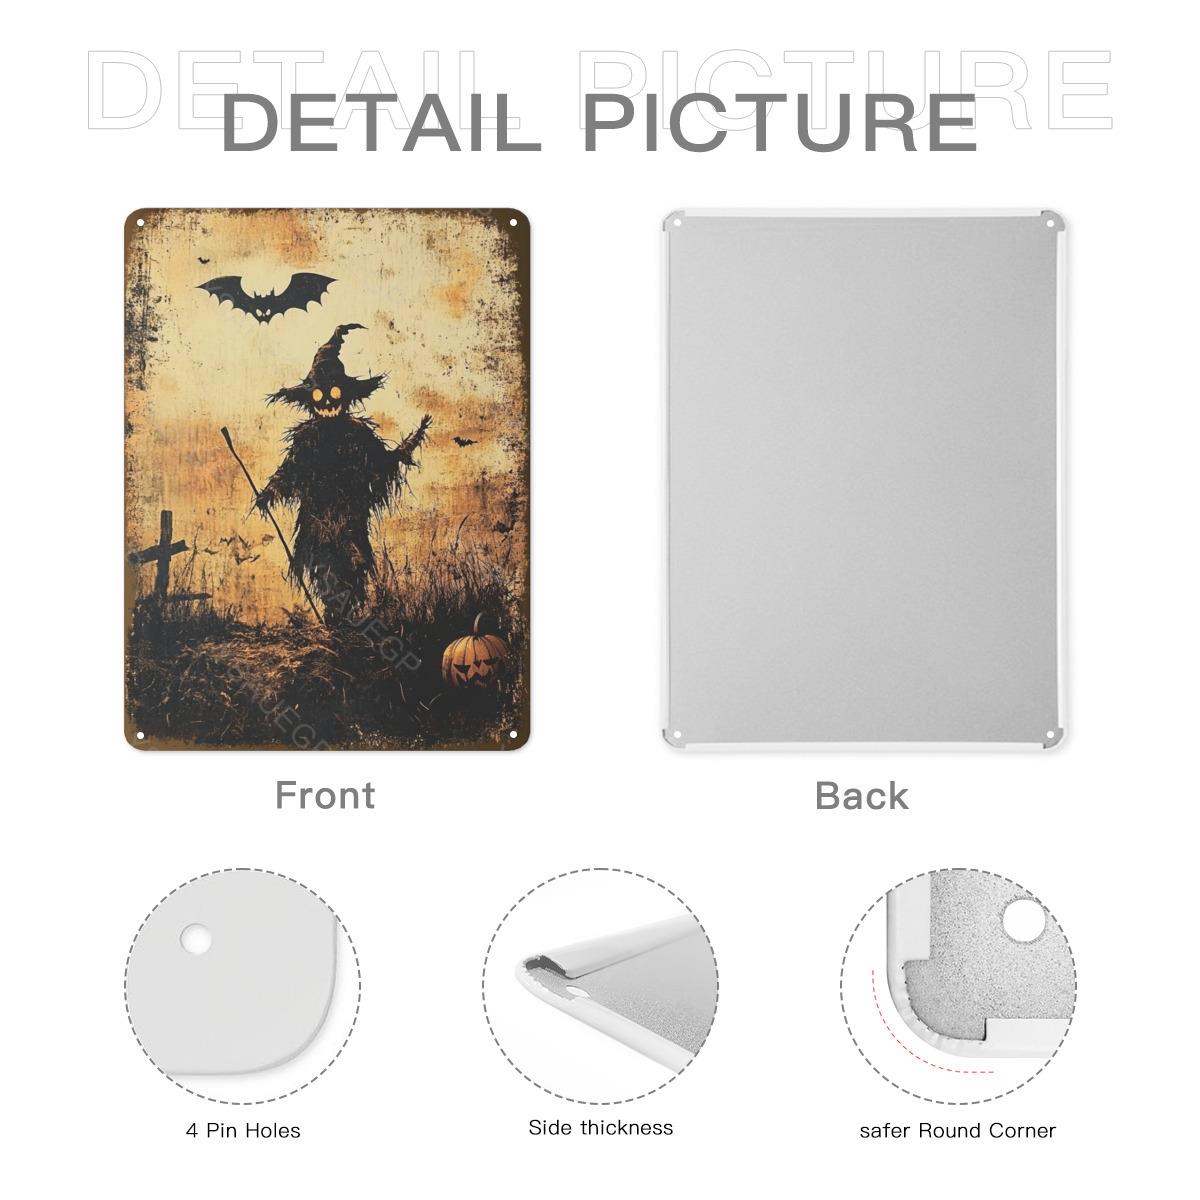 DETAIL PICTURE
DETAIL PICTURE
Front
Back
4 Pin Holes
Side thickness
safer Round Corner